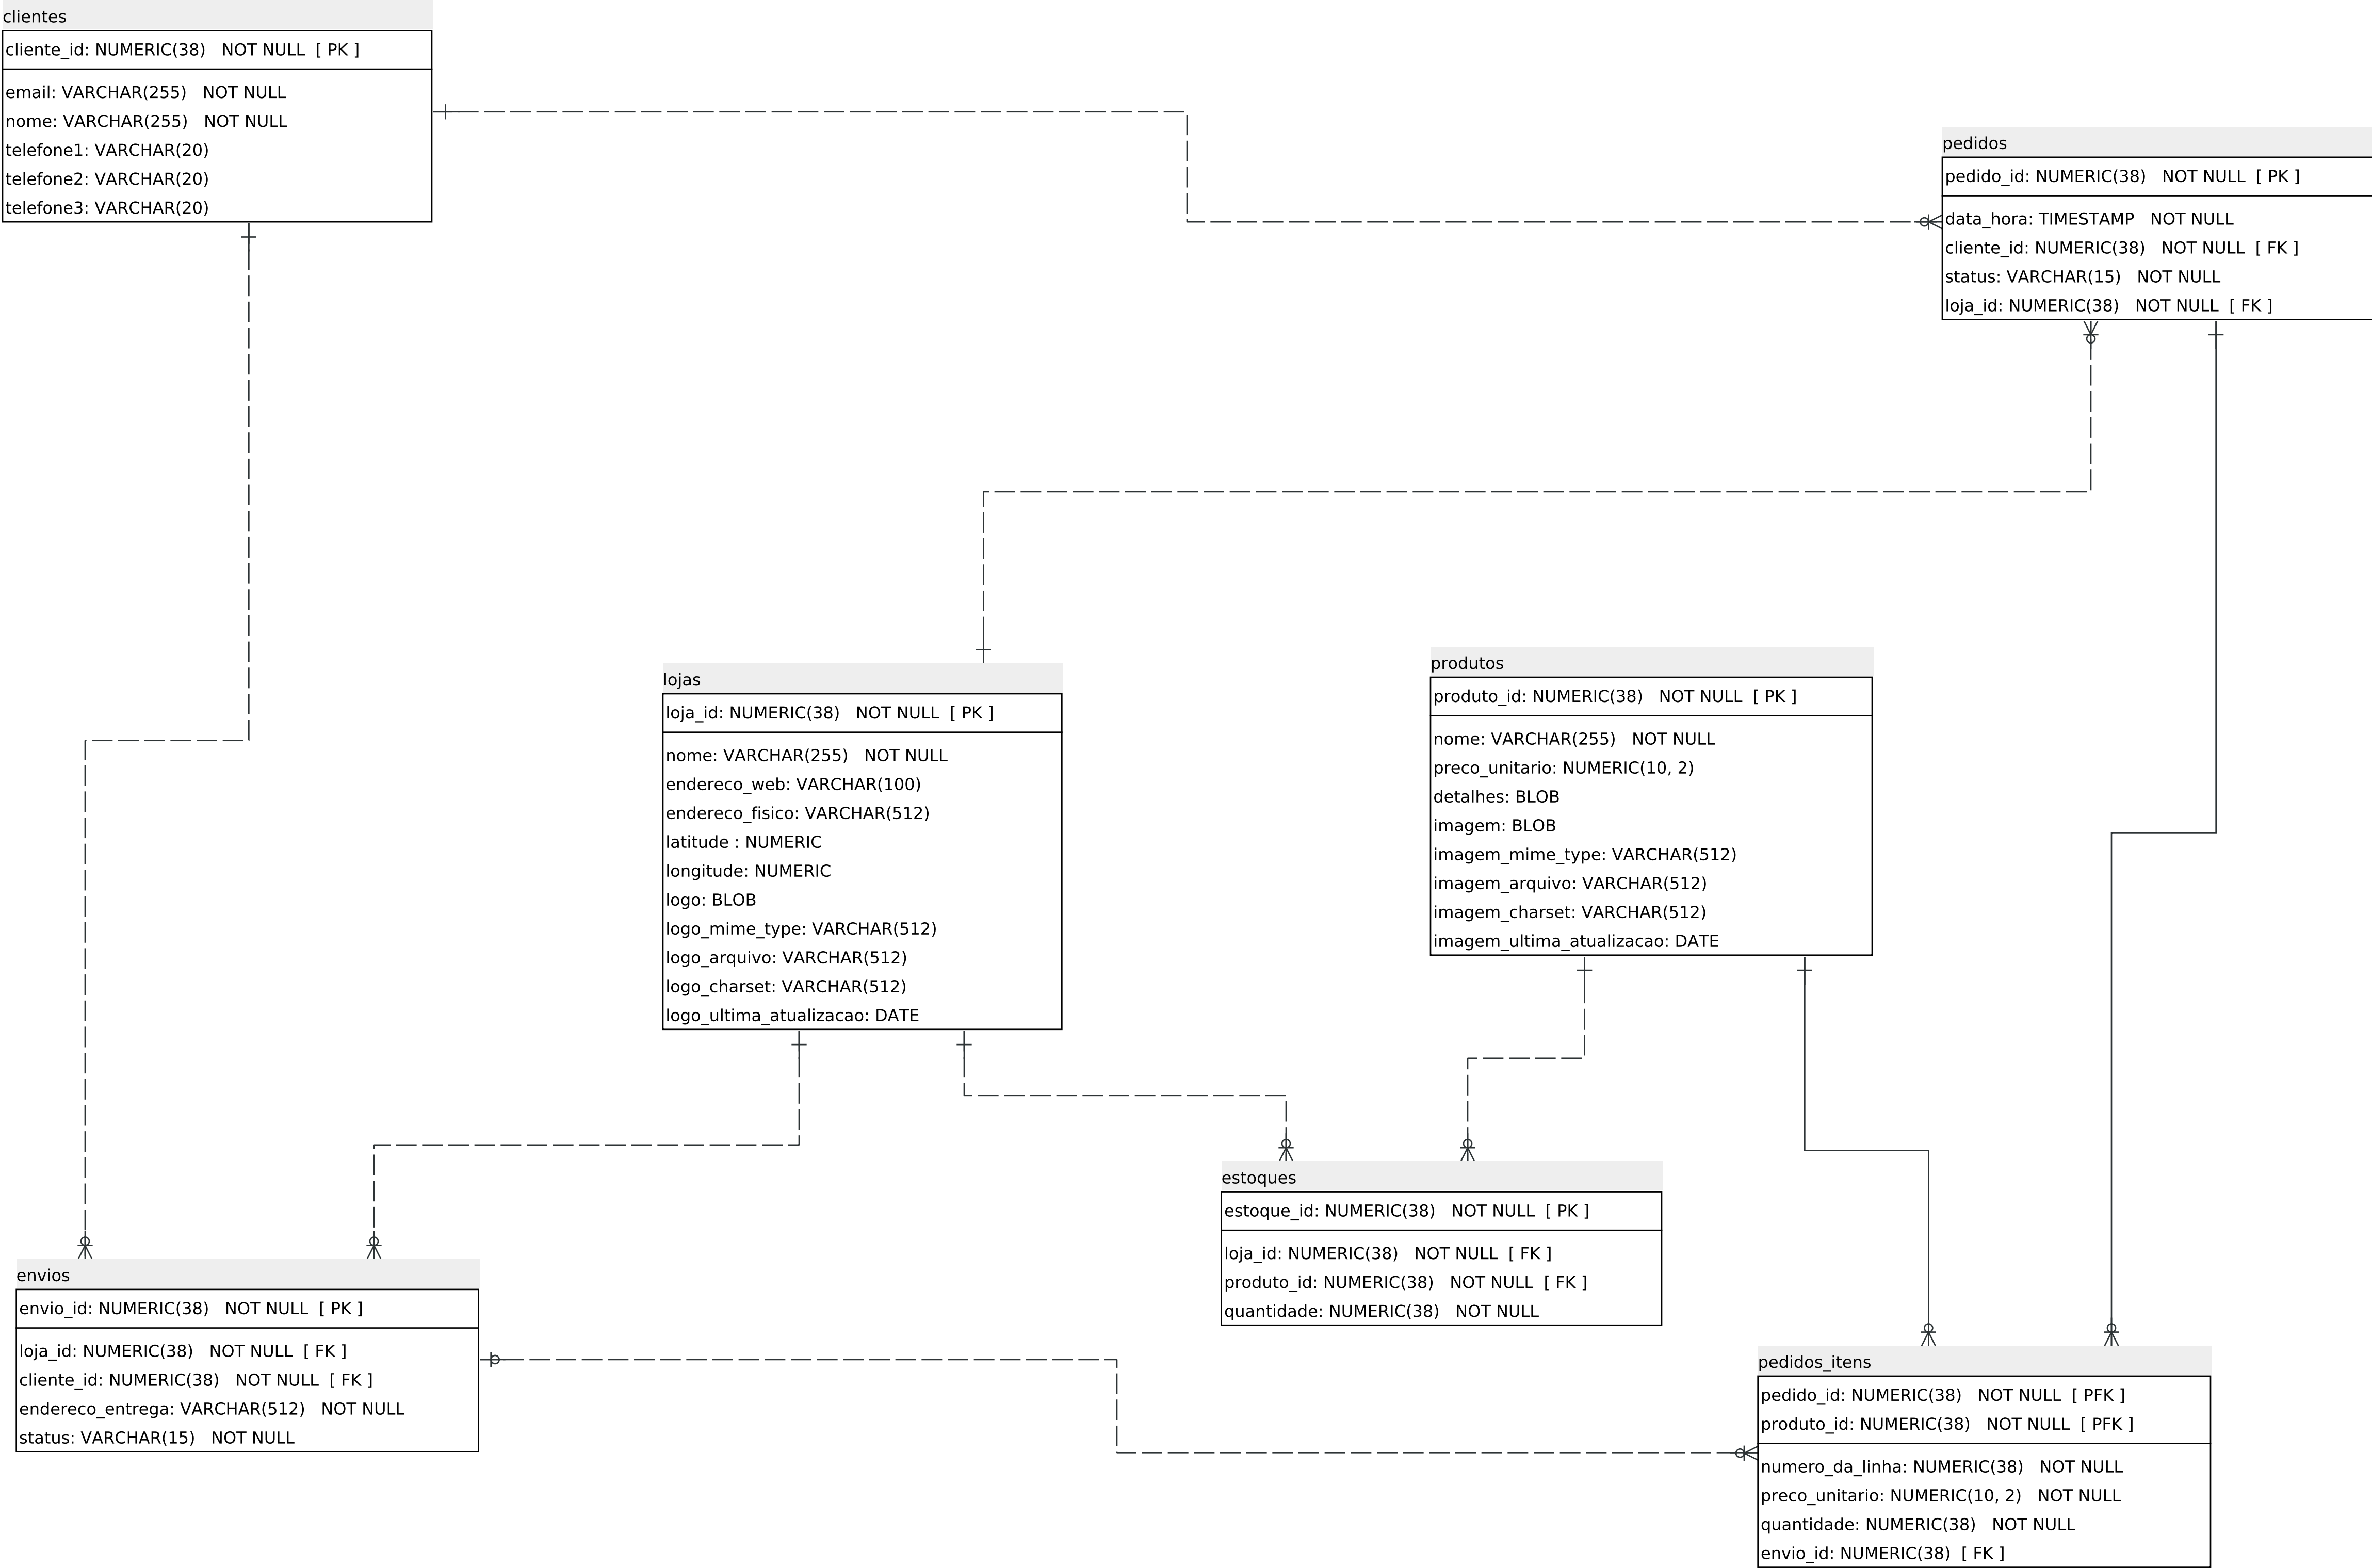 clientes
cliente_id: NUMERIC(38) NOT NULL [ PK ]
email: VARCHAR(255) NOT NULL
nome: VARCHAR(255) NOT NULL
telefone1: VARCHAR(20)
telefone2: VARCHAR(20)
telefone3: VARCHAR(20)
pedidos
pedido_id: NUMERIC(38) NOT NULL [ PK ]
data_hora: TIMESTAMP NOT NULL
cliente_id: NUMERIC(38) NOT NULL [ FK ]
status: VARCHAR(15) NOT NULL
loja_id: NUMERIC(38) NOT NULL [ FK ]
lojas
loja_id: NUMERIC(38) NOT NULL [ PK ]
nome: VARCHAR(255) NOT NULL
endereco_web: VARCHAR(100)
endereco_fisico: VARCHAR(512)
latitude : NUMERIC
longitude: NUMERIC
logo: BLOB
logo_mime_type: VARCHAR(512)
logo_arquivo: VARCHAR(512)
logo_charset: VARCHAR(512)
logo_ultima_atualizacao: DATE
produtos
produto_id: NUMERIC(38) NOT NULL [ PK ]
nome: VARCHAR(255) NOT NULL
preco_unitario: NUMERIC(10, 2)
detalhes: BLOB
imagem: BLOB
imagem_mime_type: VARCHAR(512)
imagem_arquivo: VARCHAR(512)
imagem_charset: VARCHAR(512)
imagem_ultima_atualizacao: DATE
estoques
estoque_id: NUMERIC(38) NOT NULL [ PK ]
loja_id: NUMERIC(38) NOT NULL [ FK ]
produto_id: NUMERIC(38) NOT NULL [ FK ]
quantidade: NUMERIC(38) NOT NULL
envios
envio_id: NUMERIC(38) NOT NULL [ PK ]
loja_id: NUMERIC(38) NOT NULL [ FK ]
cliente_id: NUMERIC(38) NOT NULL [ FK ]
endereco_entrega: VARCHAR(512) NOT NULL
status: VARCHAR(15) NOT NULL
pedidos_itens
pedido_id: NUMERIC(38) NOT NULL [ PFK ]
produto_id: NUMERIC(38) NOT NULL [ PFK ]
numero_da_linha: NUMERIC(38) NOT NULL
preco_unitario: NUMERIC(10, 2) NOT NULL
quantidade: NUMERIC(38) NOT NULL
envio_id: NUMERIC(38) [ FK ]